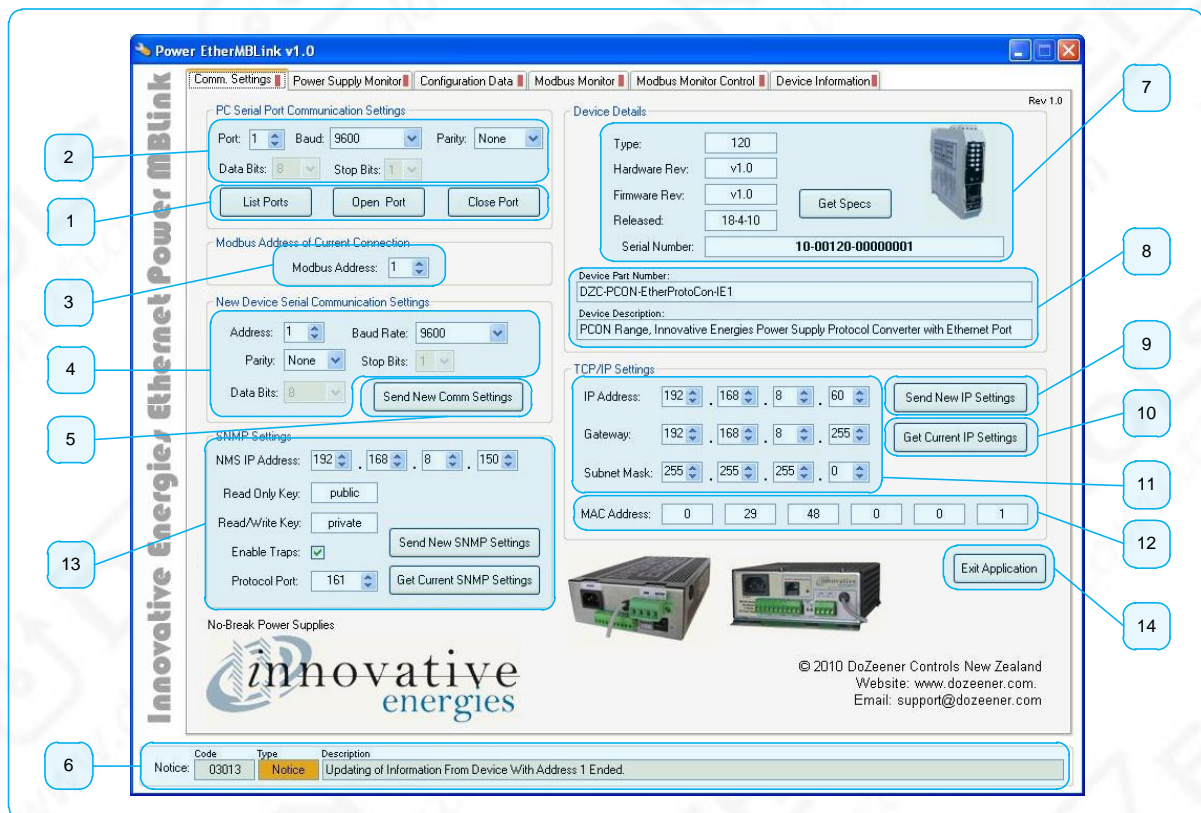 Power EtherMBLink v1.0
Comm. Settings Power Supply Monitor Configuration Data Modbus Monitor Modbus Monitor Control Device Information
Rev 1.0
Innovative Energies Ethernet Power MBLink
PC Serial Port Communication Settings
Port: 1 Baud: 9600 Parity: None
Data Bits: 8 Stop Bits: 1
List Ports Open Port Close Port
Modbus Address of Current Connection
Modbus Address: 1
New Device Serial Communication Settings
Address: 1 Baud Rate: 9600
Parity: None Stop Bits: 1
Data Bits: 8 Send New Comm Settings
SNMP Settings
NMS IP Address: 192 . 168 . 8 . 150
Read Only Key: public
Read/Write Key: private
Enable Traps: Send New SNMP Settings
Protocol Port: 161 Get Current SNMP Settings
No-Break Power Supplies
innovative
energies
Device Details
Type: 120
Hardware Rev: v1.0
Firmware Rev: v1.0
Get Specs
Released: 18-4-10
Serial Number: 10-00120-00000001
Device Part Number:
DZC-PCON-EtherProtoCon-IE1
Device Description:
PCON Range, Innovative Energies Power Supply Protocol Converter with Ethernet Port
TCP/IP Settings
IP Address: 192 . 168 . 8 . 60 Send New IP Settings
Gateway: 192 . 168 . 8 . 255 Get Current IP Settings
Subnet Mask: 255 . 255 . 255 . 0
MAC Address: 0 29 48 0 0 1
Exit Application
innovative
© 2010 DoZeener Controls New Zealand
Website: www.dozeener.com.
Email: support@dozeener.com
Code Type Description
Notice: 03013 Notice Updating of Information From Device With Address 1 Ended.
2
1
3
4
5
13
6
7
8
9
10
11
12
14